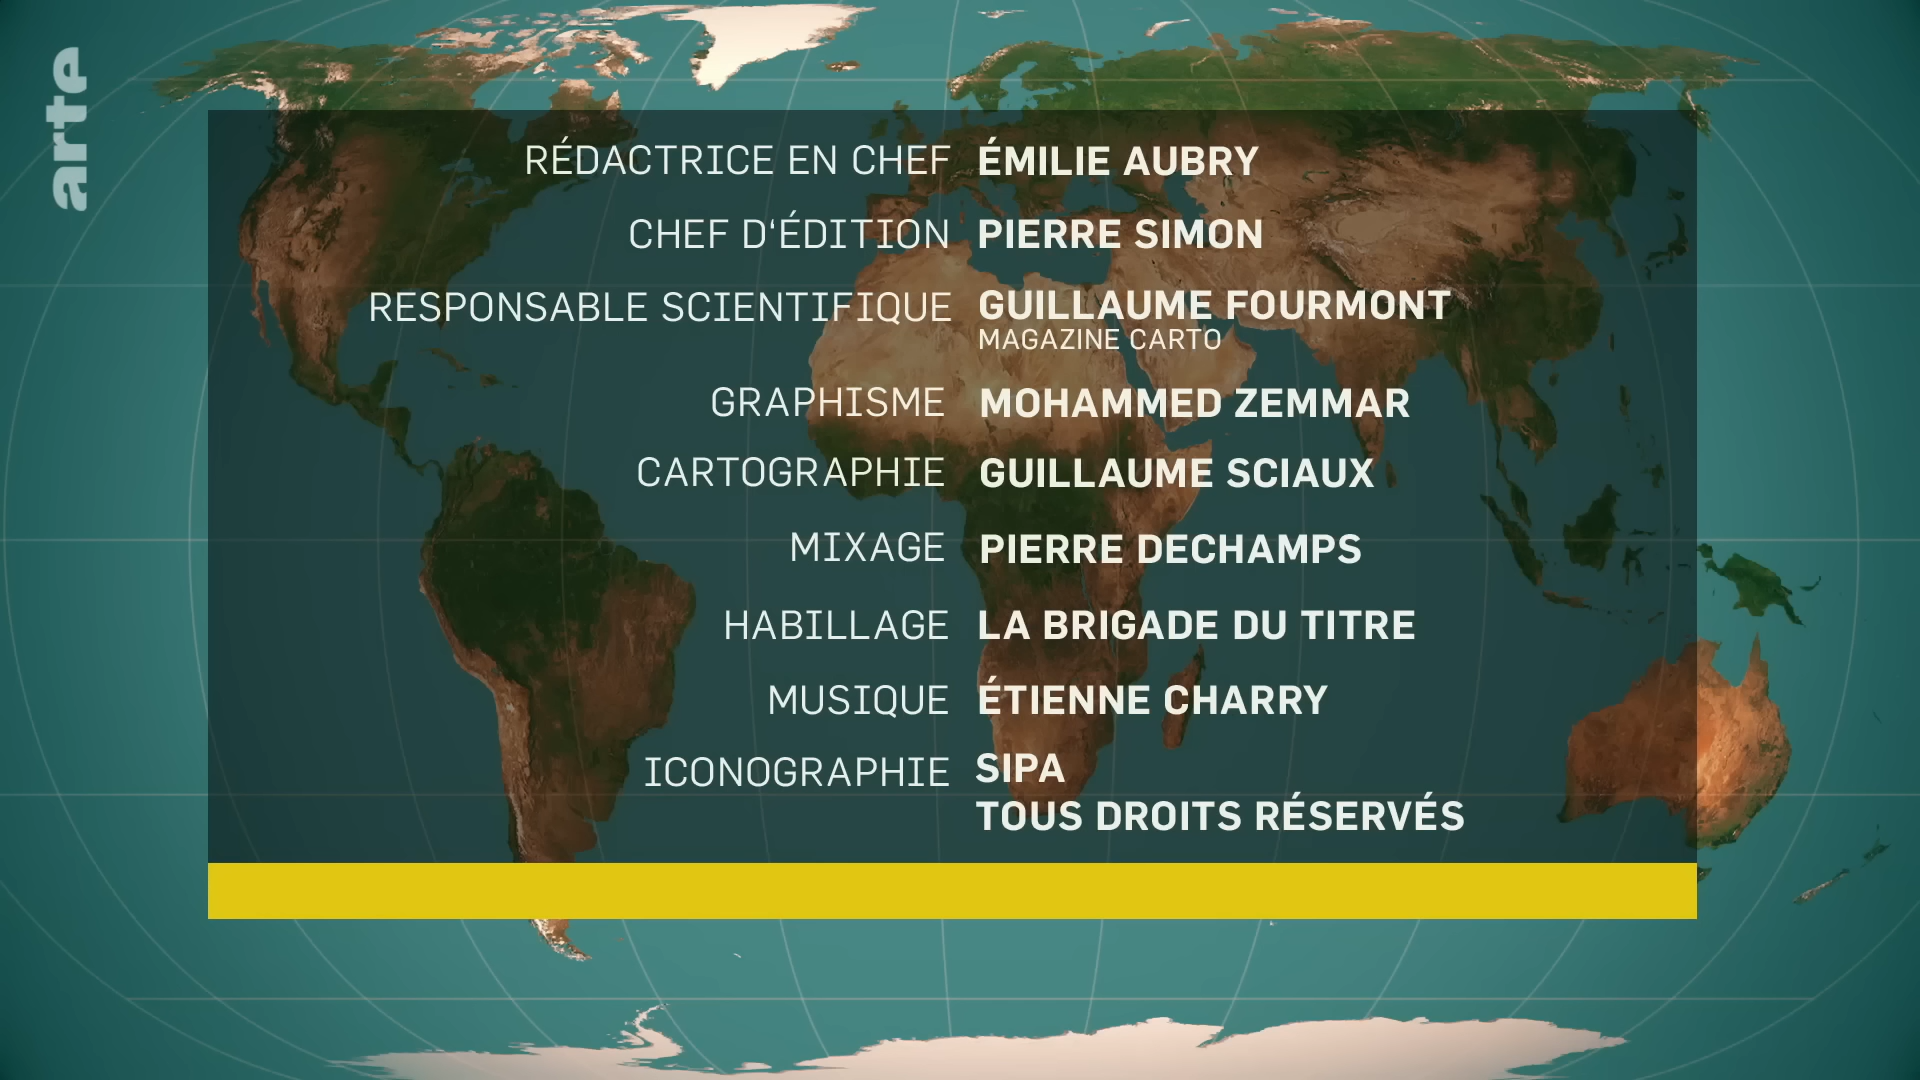 arte
RÉDACTRICE EN CHEF ÉMILIE AUBRY
CHEF D‘ÉDITION PIERRE SIMON
RESPONSABLE SCIENTIFIQUE GUILLAUME FOURMONT
MAGAZINE CARTO
GRAPHISME MOHAMMED ZEMMAR
CARTOGRAPHIE GUILLAUME SCIAUX
MIXAGE PIERRE DECHAMPS
HABILLAGE LA BRIGADE DU TITRE
MUSIQUE ÉTIENNE CHARRY
ICONOGRAPHIE SIPA
TOUS DROITS RÉSERVÉS